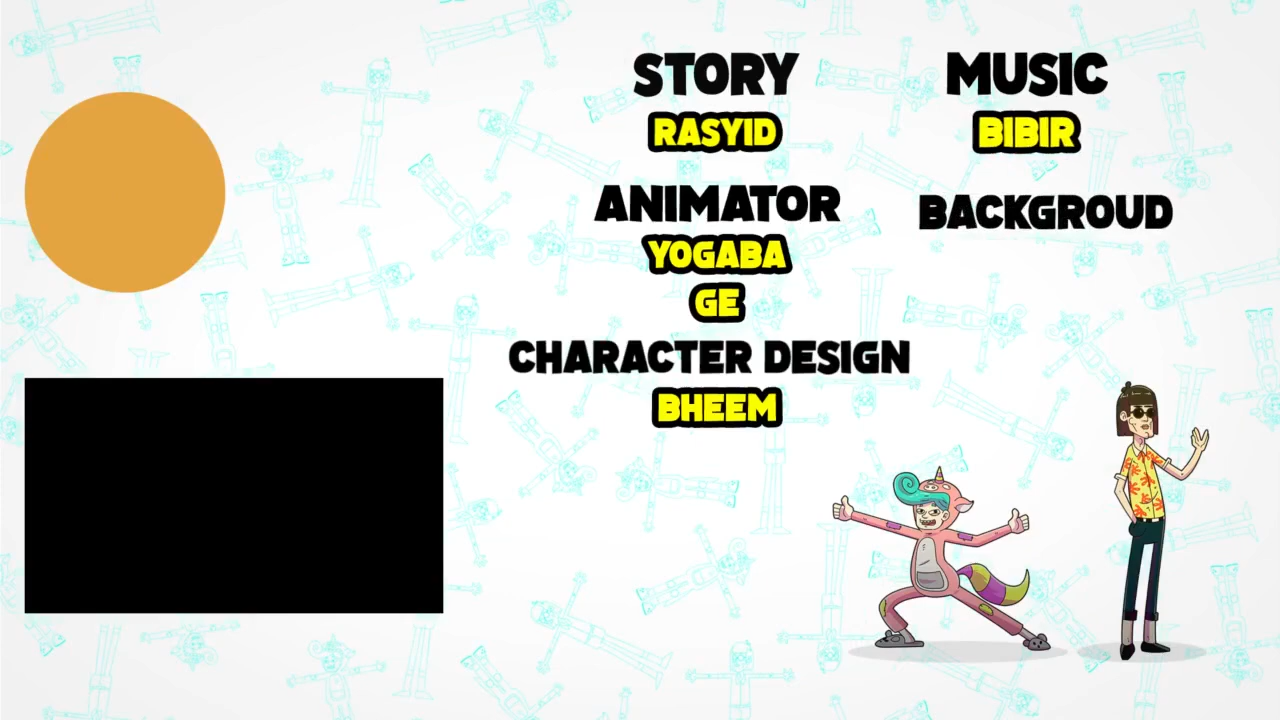 STORY
RASYID
ANIMATOR
YOGABA
GE
CHARACTER DESIGN
BHEEM
MUSIC
BIBIR
BACKGROUD